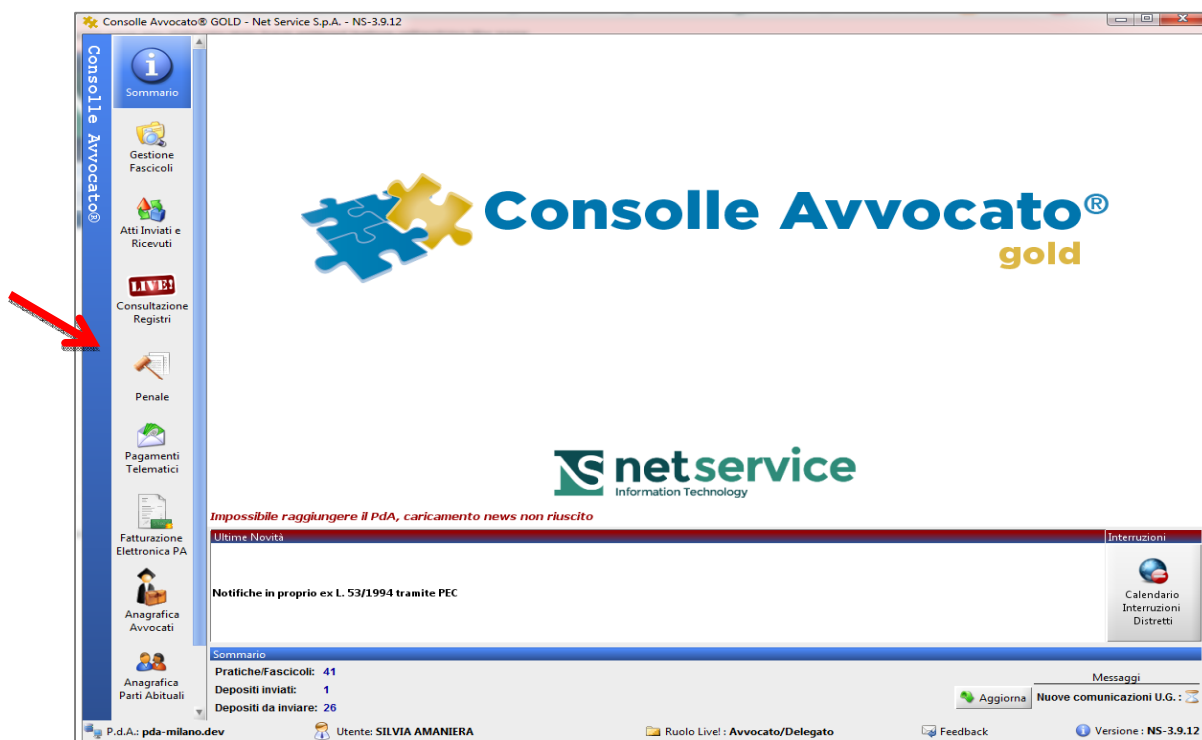 Consolle Avvocato® GOLD - Net Service S.p.A. - NS-3.9.12
Consolle Avvocato®
Sommario
Gestione
Fascicoli
Atti Inviati e
Ricevuti
LIVE!
Consultazione
Registri
Penale
Pagamenti
Telematici
Fatturazione
Elettronica PA
Anagrafica
Avvocati
Anagrafica
Parti Abituali
Consolle Avvocato®
gold
NS netservice
Information Technology
Impossibile raggiungere il PdA, caricamento news non riuscito
Ultime Novità
Interruzioni
Notifiche in proprio ex L. 53/1994 tramite PEC
Calendario
Interruzioni
Distretti
Sommario
Pratiche/Fascicoli: 41
Depositi inviati: 1
Depositi da inviare: 26
Messaggi
Aggiorna
Nuove comunicazioni U.G. :
P.d.A.: pda-milano.dev
Utente: SILVIA AMANIERA
Ruolo Live! : Avvocato/Delegato
Feedback
Versione : NS-3.9.12